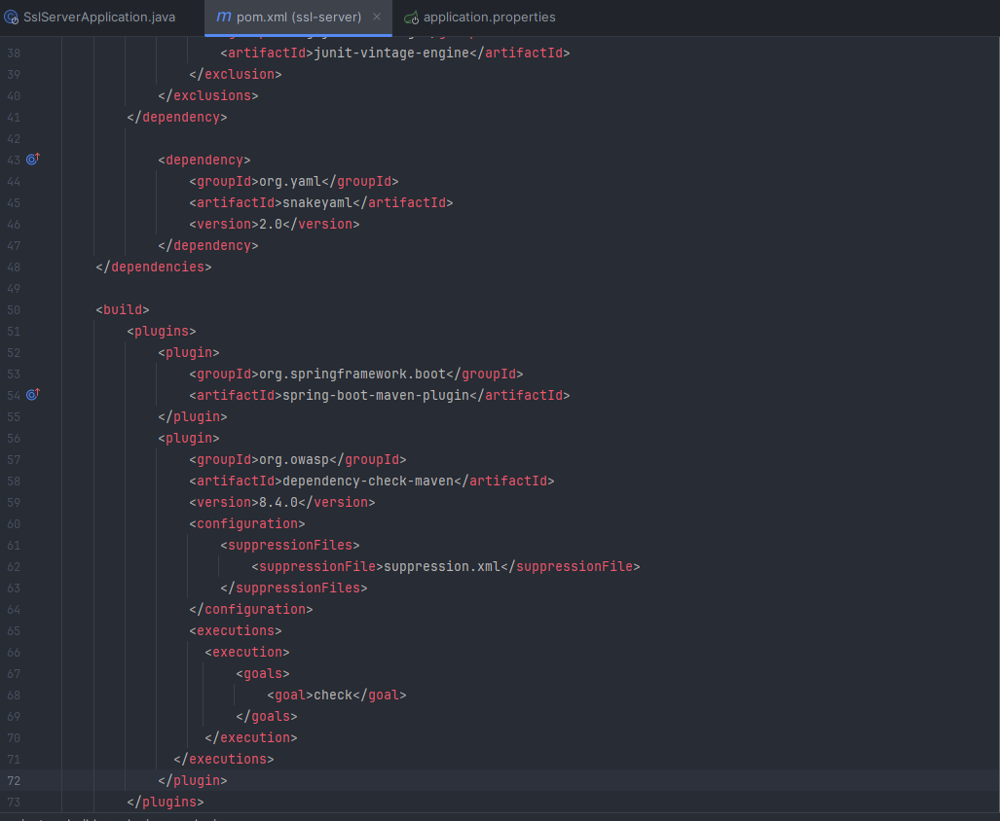 SslServerApplication.java
m pom.xml (ssl-server) ×
application.properties
38 <artifactId>junit-vintage-engine</artifactId>
39 </exclusion>
40 </exclusions>
41 </dependency>
42
43 <dependency>
44 <groupId>org.yaml</groupId>
45 <artifactId>snakeyaml</artifactId>
46 <version>2.0</version>
47 </dependency>
48 </dependencies>
49
50 <build>
51 <plugins>
52 <plugin>
53 <groupId>org.springframework.boot</groupId>
54 <artifactId>spring-boot-maven-plugin</artifactId>
55 </plugin>
56 <plugin>
57 <groupId>org.owasp</groupId>
58 <artifactId>dependency-check-maven</artifactId>
59 <version>8.4.0</version>
60 <configuration>
61 <suppressionFiles>
62 <suppressionFile>suppression.xml</suppressionFile>
63 </suppressionFiles>
64 </configuration>
65 <executions>
66 <execution>
67 <goals>
68 <goal>check</goal>
69 </goals>
70 </execution>
71 </executions>
72 </plugin>
73 </plugins>